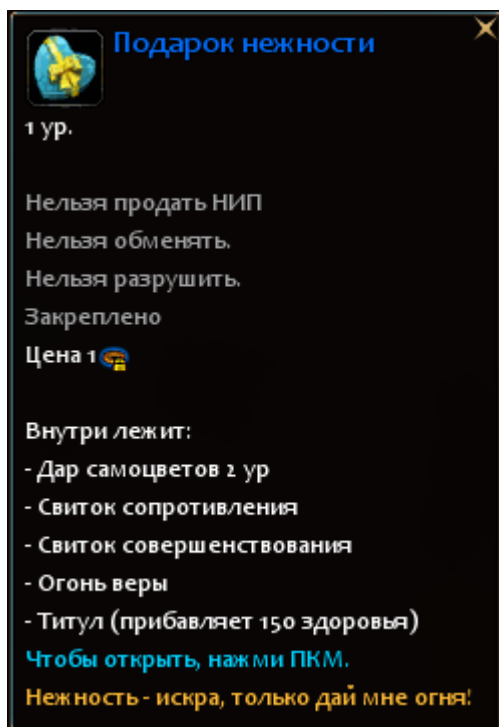 Подарок нежности
1 ур.
Нельзя продать НИП
Нельзя обменять.
Нельзя разрушить.
Закреплено
Цена 1
Внутри лежит:
- Дар самоцветов 2 ур
- Свиток сопротивления
- Свиток совершенствования
- Огонь веры
- Титул (прибавляет 150 здоровья)
Чтобы открыть, нажми ПКМ.
Нежность - искра, только дай мне огня!